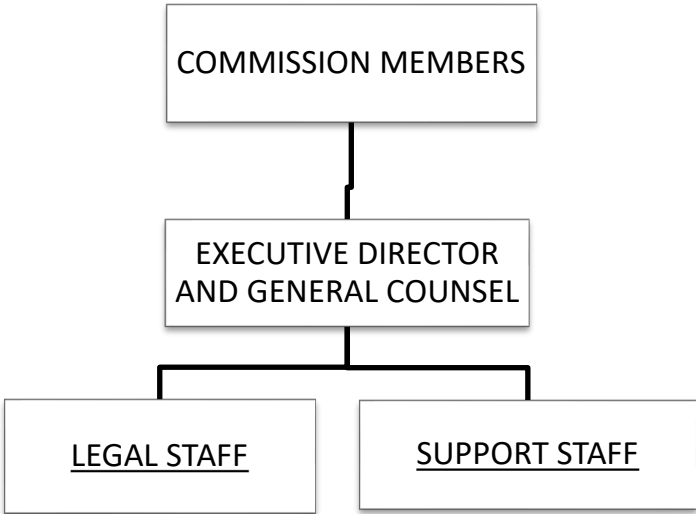 COMMISSION MEMBERS
EXECUTIVE DIRECTOR
AND GENERAL COUNSEL
LEGAL STAFF
SUPPORT STAFF